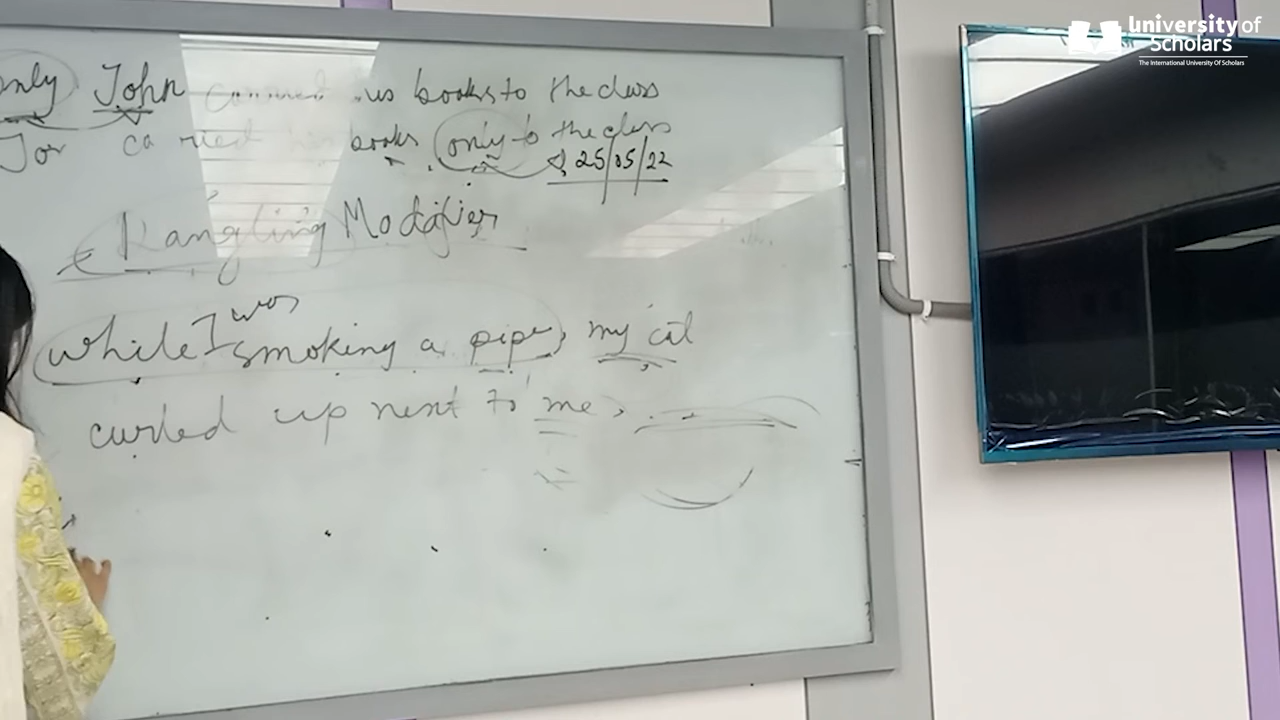 only John carried his books to the class
carried his books only to the class
25/05/22
Dangling Modifier
was
while I smoking a pipe, my cat
curled up next to me,
University of
Scholars
The International University Of Scholars